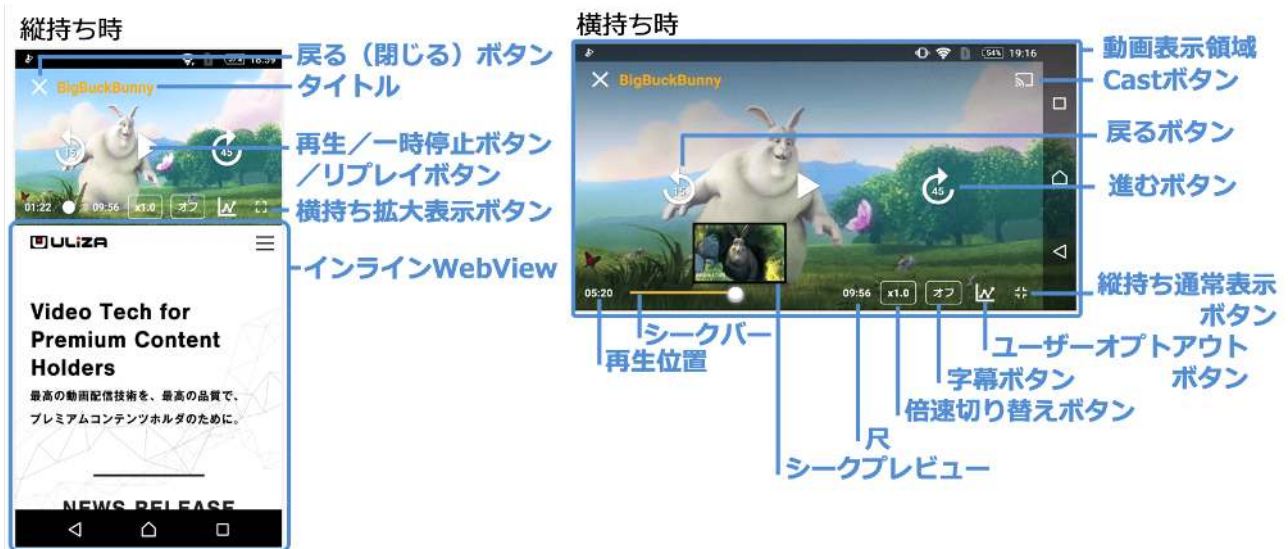 縦持ち時
18:59
BigBuckBunny
15
45
01:22
09:56
x1.0
オフ
戻る（閉じる）ボタン
タイトル
再生／一時停止ボタン
／リプレイボタン
横持ち拡大表示ボタン
ULIZA
インラインWebView
Video Tech for
Premium Content
Holders
最高の動画配信技術を、最高の品質で、
プレミアムコンテンツホルダのために。
NEWS RELEASE
横持ち時
54%
19:16
BigBuckBunny
15
45
05:20
09:56
x1.0
オフ
動画表示領域
Castボタン
戻るボタン
進むボタン
縦持ち通常表示
ボタン
シークバー
再生位置
ユーザーオプトアウト
ボタン
字幕ボタン
倍速切り替えボタン
尺
シークプレビュー